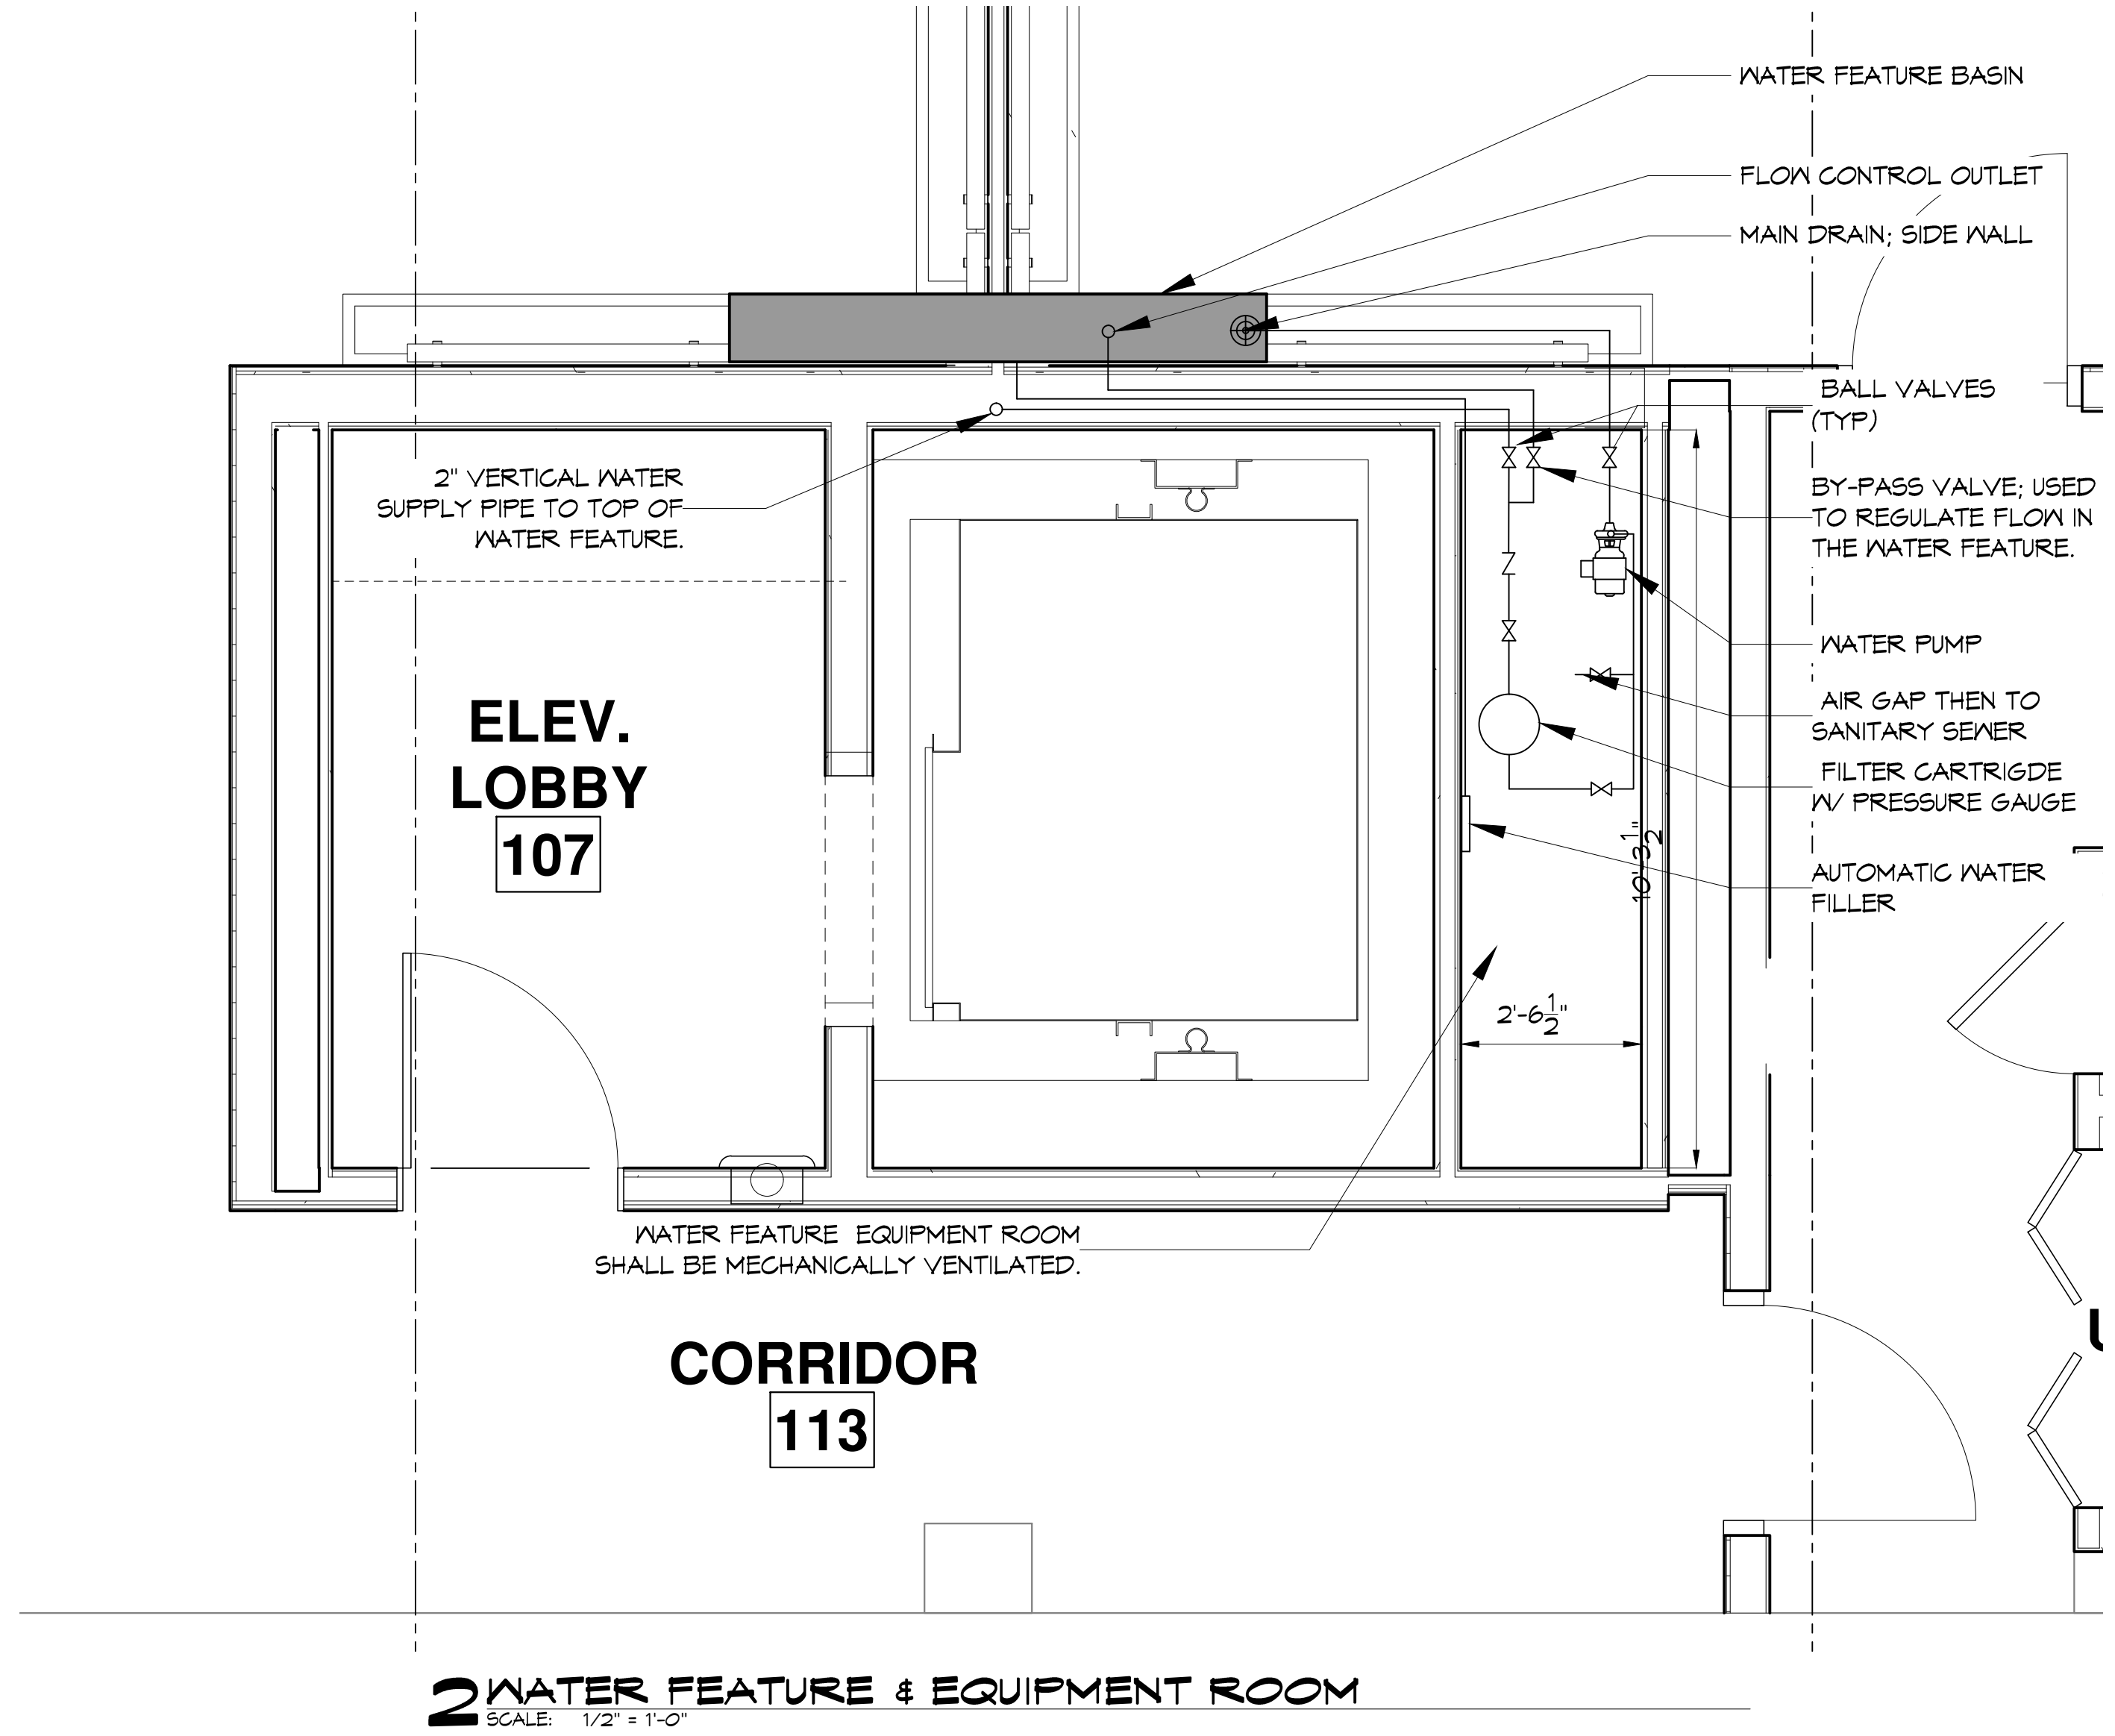 WATER FEATURE BASIN
FLOW CONTROL OUTLET
MAIN DRAIN; SIDE WALL
BALL VALVES
(TYP)
2" VERTICAL WATER
SUPPLY PIPE TO TOP OF
WATER FEATURE.
BY-PASS VALVE; USED
TO REGULATE FLOW IN
THE WATER FEATURE.
WATER PUMP
AIR GAP THEN TO
SANITARY SEWER
FILTER CARTRIGDE
W/ PRESSURE GAUGE
AUTOMATIC WATER
FILLER
ELEV.
LOBBY
107
10'-3 1/2"
2'-6 1/2"
WATER FEATURE EQUIPMENT ROOM
SHALL BE MECHANICALLY VENTILATED.
CORRIDOR
113
2 WATER FEATURE & EQUIPMENT ROOM
SCALE: 1/2" = 1'-0"